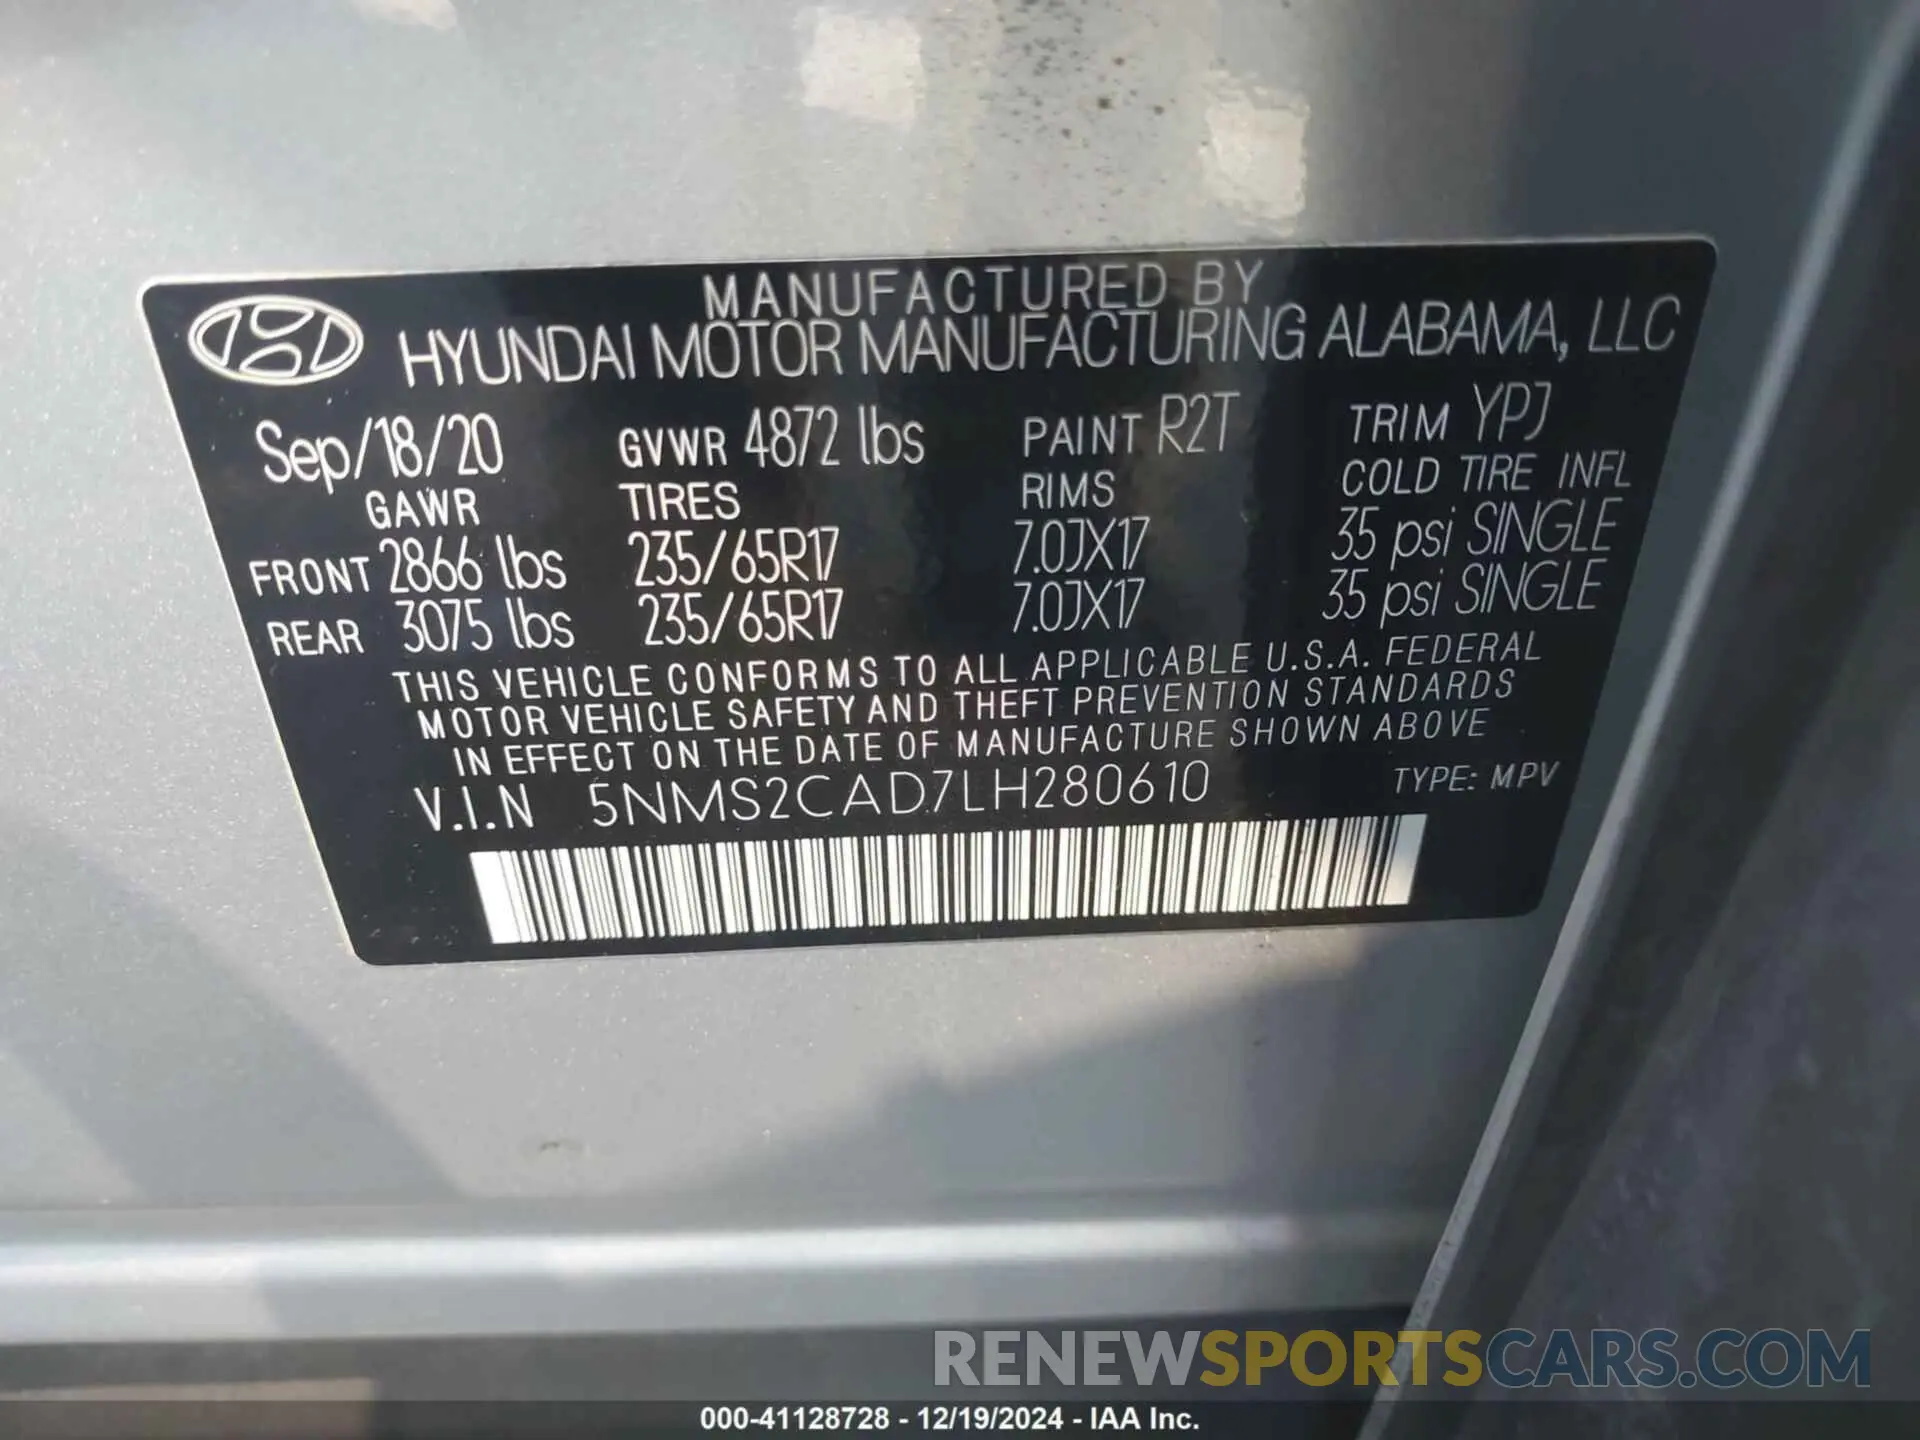 MANUFACTURED BY
HYUNDAI MOTOR MANUFACTURING ALABAMA, LLC
Sep/18/20 GVWR 4872 lbs PAINT R2T TRIM YPJ
GAWR TIRES RIMS COLD TIRE INFL
FRONT 2866 lbs 235/65R17 7.0JX17 35 psi SINGLE
REAR 3075 lbs 235/65R17 7.0JX17 35 psi SINGLE
THIS VEHICLE CONFORMS TO ALL APPLICABLE U.S.A. FEDERAL
MOTOR VEHICLE SAFETY AND THEFT PREVENTION STANDARDS
IN EFFECT ON THE DATE OF MANUFACTURE SHOWN ABOVE
V.I.N 5NMS2CAD7LH280610 TYPE: MPV
RENEWSPORTSCARS.COM
000-41128728 - 12/19/2024 - IAA Inc.